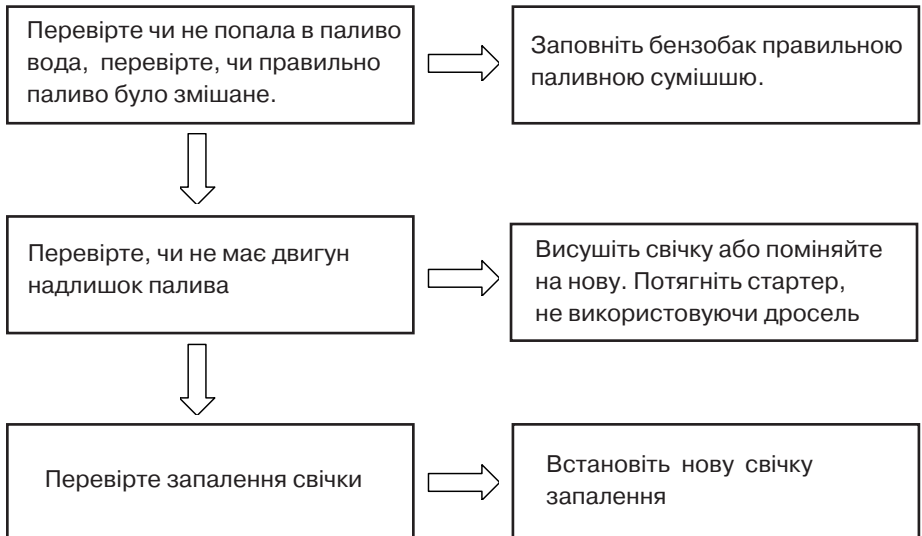 Перевірте чи не попала в паливо
вода, перевірте, чи правильно
паливо було змішане.
Заповніть бензобак правильною
паливною сумішшю.
Перевірте, чи не має двигун
надлишок палива
Висушіть свічку або поміняйте
на нову. Потягніть стартер,
не використовуючи дросель
Перевірте запалення свічки
Встановіть нову свічку
запалення